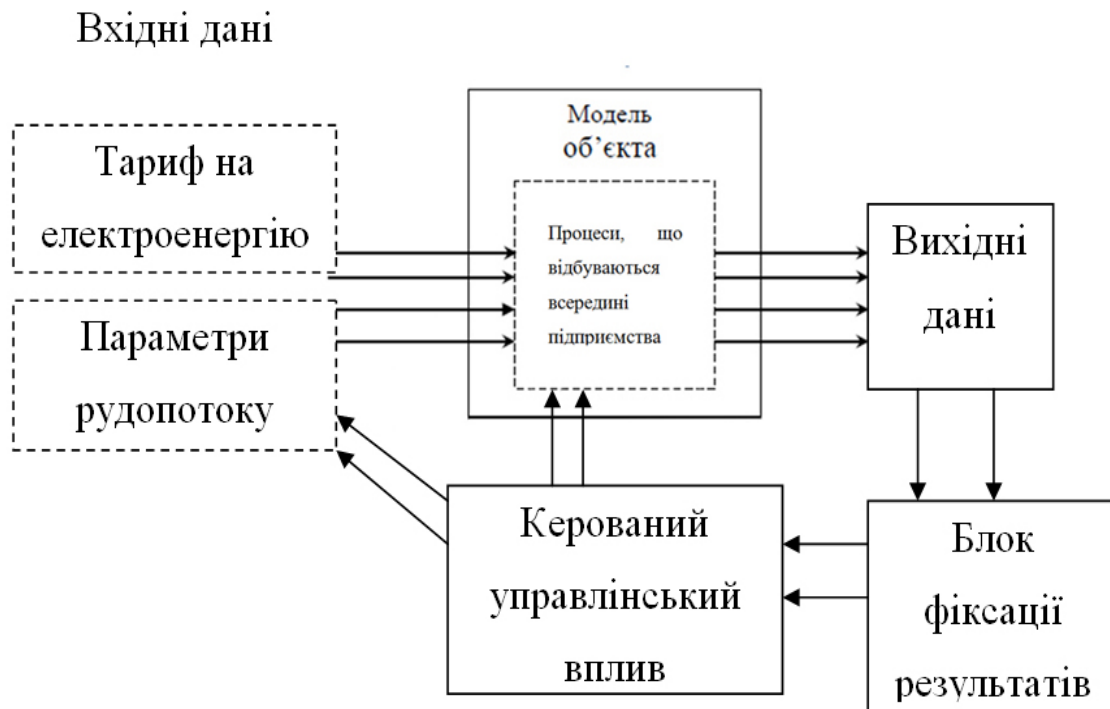 Вхідні дані
Тариф на
електроенергію
Параметри
рудопотоку
Модель
об’єкта
Процеси, що
відбуваються
всередині
підприємства
Вихідні
дані
Керований
управлінський
вплив
Блок
фіксації
результатів